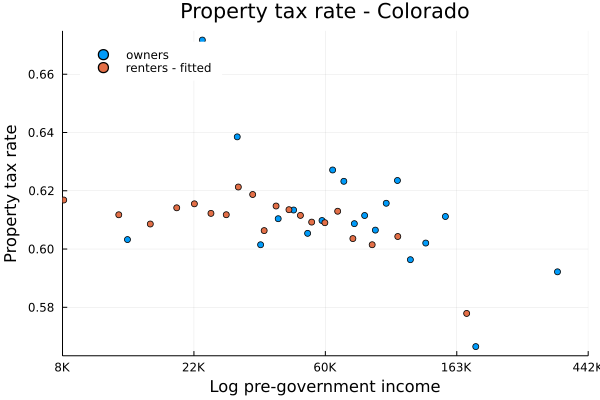 Property tax rate - Colorado
owners
renters - fitted
Property tax rate
0.66
0.64
0.62
0.60
0.58
8K 22K 60K 163K 442K
Log pre-government income